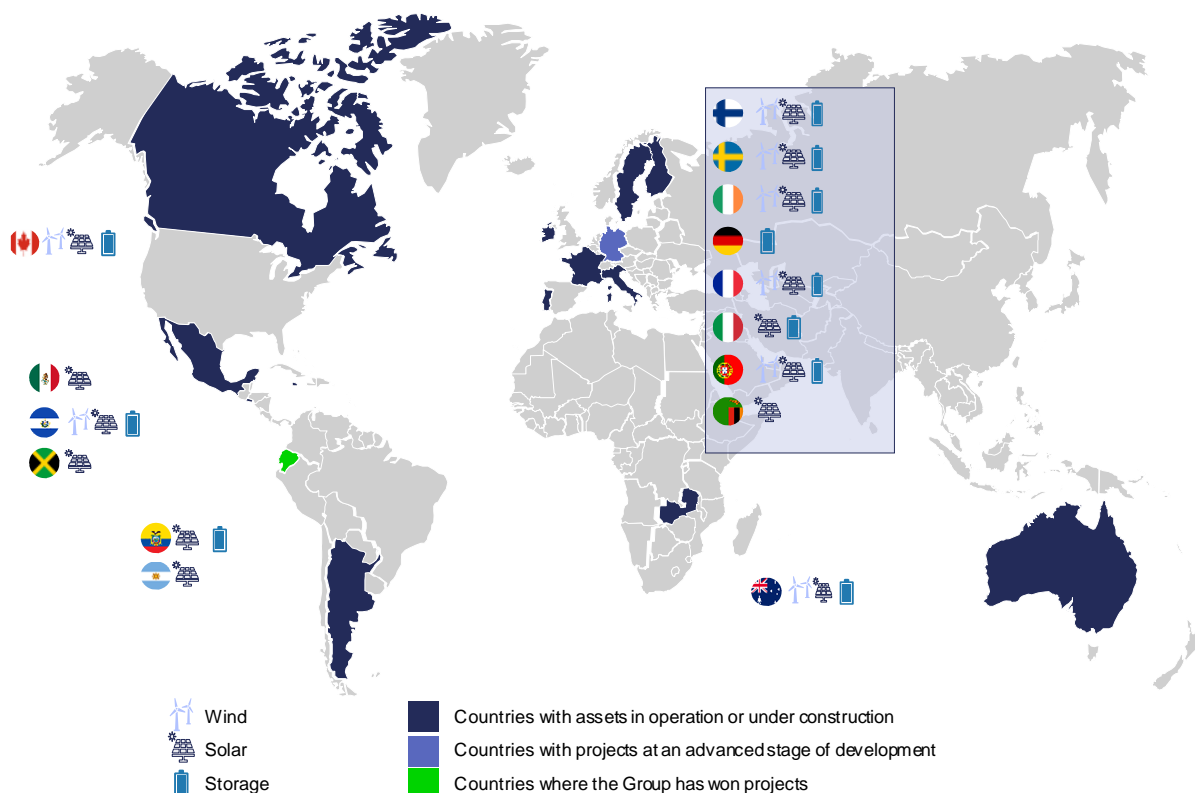 Wind
Solar
Storage
Countries with assets in operation or under construction
Countries with projects at an advanced stage of development
Countries where the Group has won projects